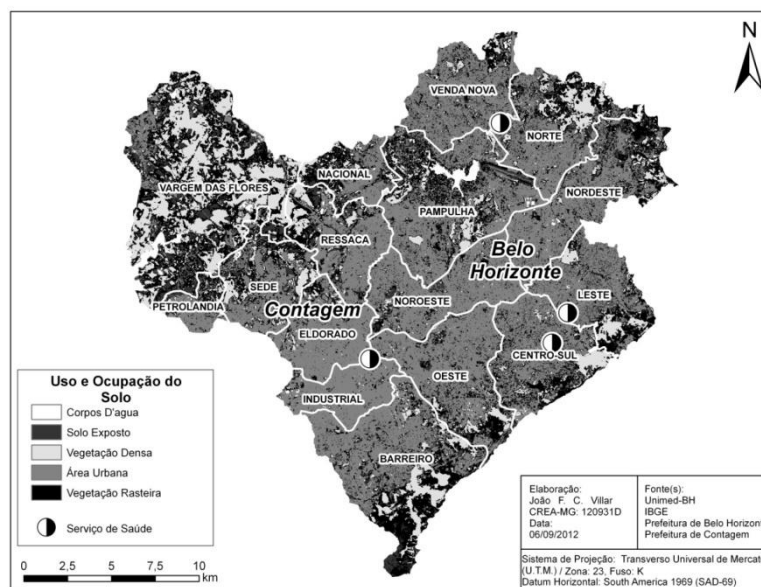 N
VENDA NOVA
NORTE
NACIONAL
VARGEM DAS FLORES
NORDESTE
PAMPULHA
RESSACA
Belo
Horizonte
SEDE
LESTE
PETROLANDIA
Contagem
NOROESTE
ELDORADO
CENTRO-SUL
OESTE
INDUSTRIAL
BARREIRO
Uso e Ocupação do
Solo
Corpos D'agua
Solo Exposto
Vegetação Densa
Área Urbana
Vegetação Rasteira
Serviço de Saúde
0 2,5 5 10
km
Elaboração:
João F. C. Villar
CREA-MG: 120931D
Data:
06/09/2012
Fonte(s):
Unimed-BH
IBGE
Prefeitura de Belo Horizont
Prefeitura de Contagem
Sistema de Projeção: Transverso Universal de Mercat
(U.T.M.) / Zona: 23, Fuso: K
Datum Horizontal: South America 1969 (SAD-69)